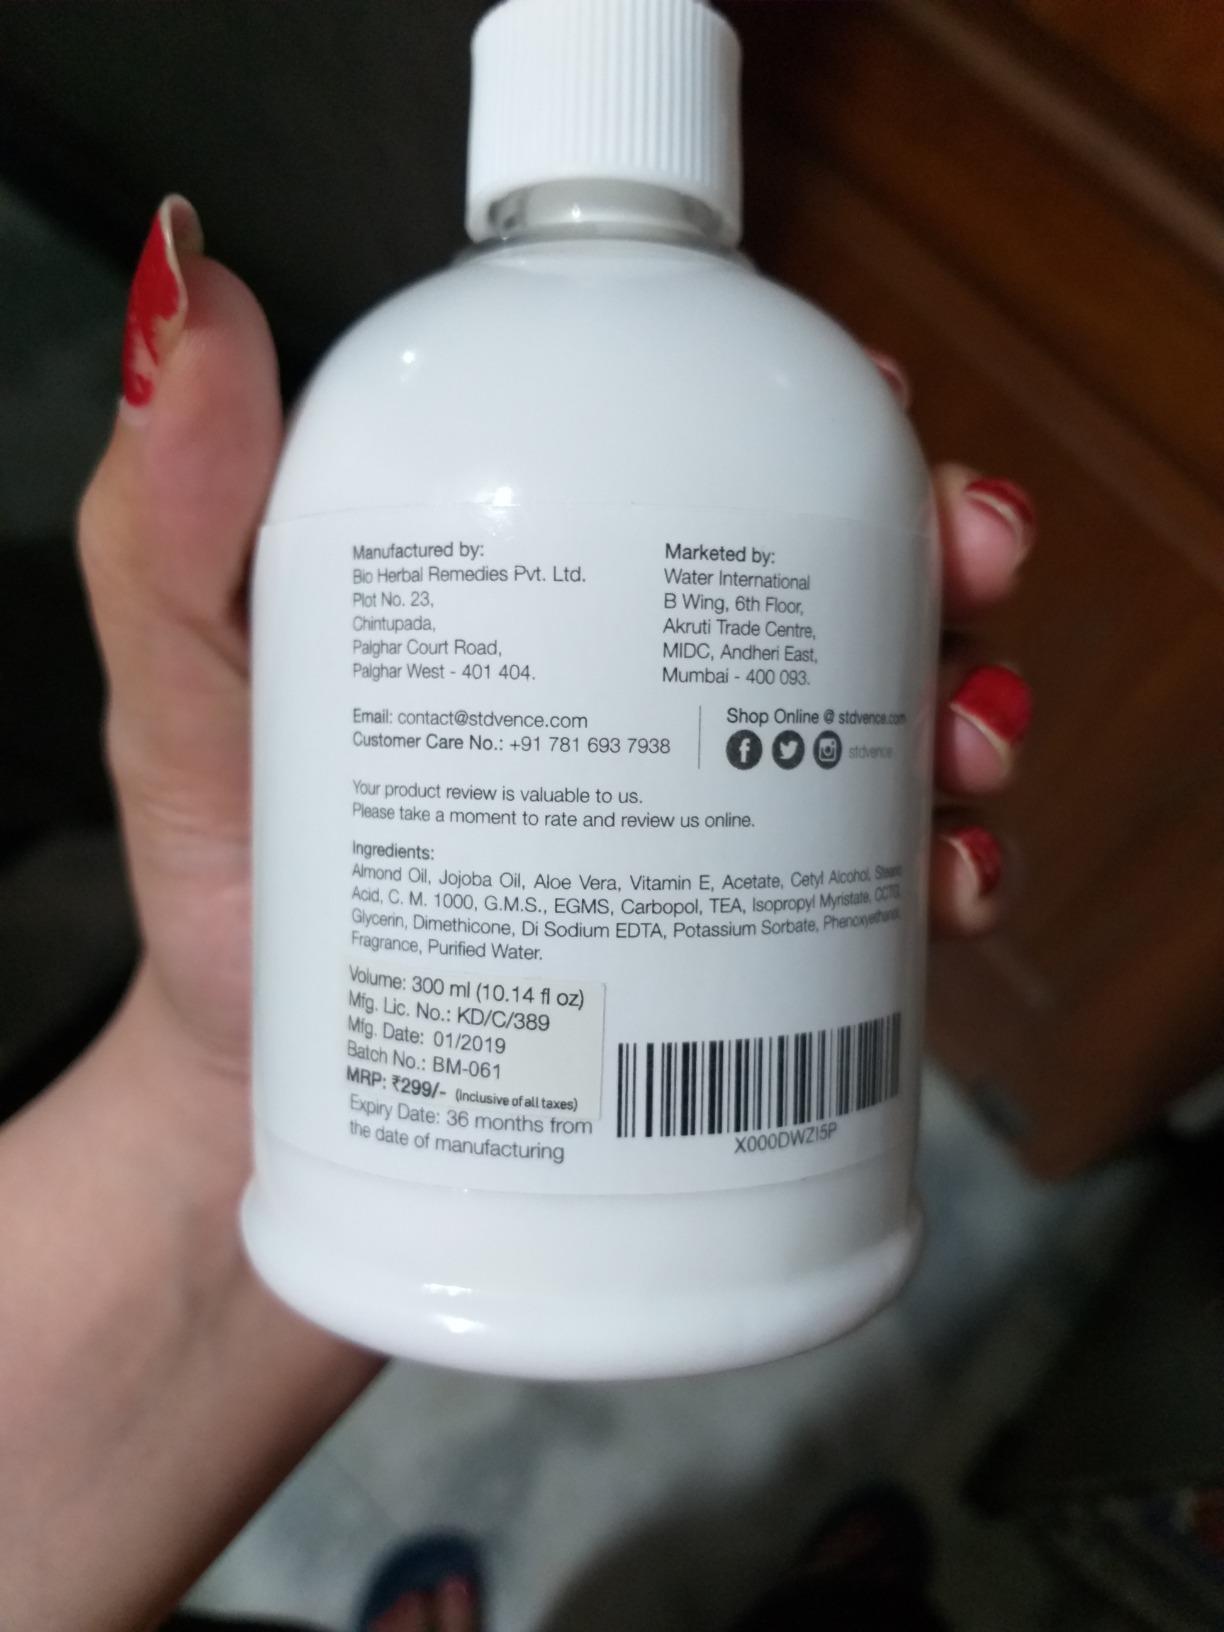 Manufactured by:
Bio Herbal Remedies Pvt. Ltd.
Plot No. 23,
Chintupada,
Palghar Court Road,
Palghar West - 401 404.
Marketed by:
Water International
B Wing, 6th Floor,
Akruti Trade Centre,
MIDC, Andheri East,
Mumbai - 400 093.
Email: contact@stdvence.com
Customer Care No.: +91 781 693 7938
Shop Online @ stdvence.com
stdvence
Your product review is valuable to us.
Please take a moment to rate and review us online.
Ingredients:
Almond Oil, Jojoba Oil, Aloe Vera, Vitamin E, Acetate, Cetyl Alcohol,
Acid, C. M. 1000, G.M.S., EGMS, Carbopol, TEA, Isopropyl Myristate,
Glycerin, Dimethicone, Di Sodium EDTA, Potassium Sorbate, Phenoxyethanol,
Fragrance, Purified Water.
Volume: 300 ml (10.14 fl oz)
Mfg. Lic. No.: KD/C/389
Mfg. Date: 01/2019
Batch No.: BM-061
MRP: ₹299/- (inclusive of all taxes)
Expiry Date: 36 months from
the date of manufacturing
X000DWZI5P